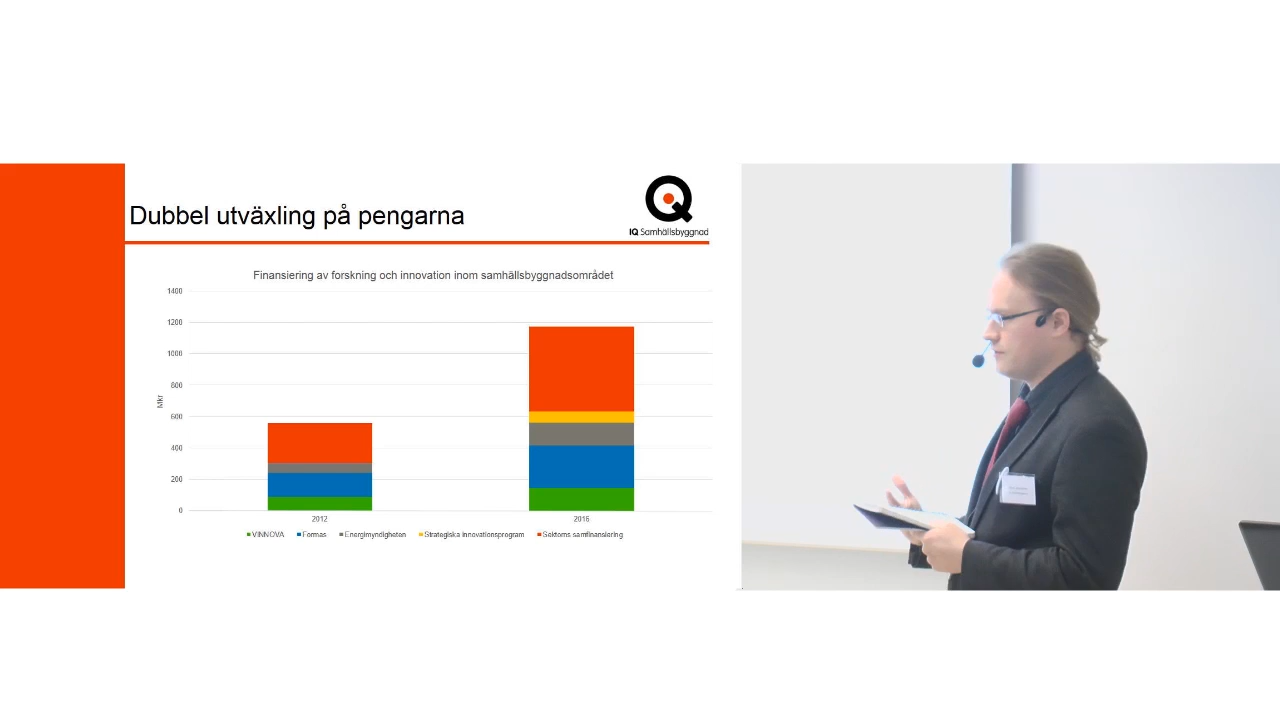 Dubbel utväxling på pengarna
IQ Samhällsbyggnad
Finansiering av forskning och innovation inom samhällsbyggnadsområdet
1400
1200
1000
800
600
400
200
0
Mkr
2012
2016
VINNOVA Formas Energimyndigheten Strategiska innovationsprogram Sektorns samfinansiering